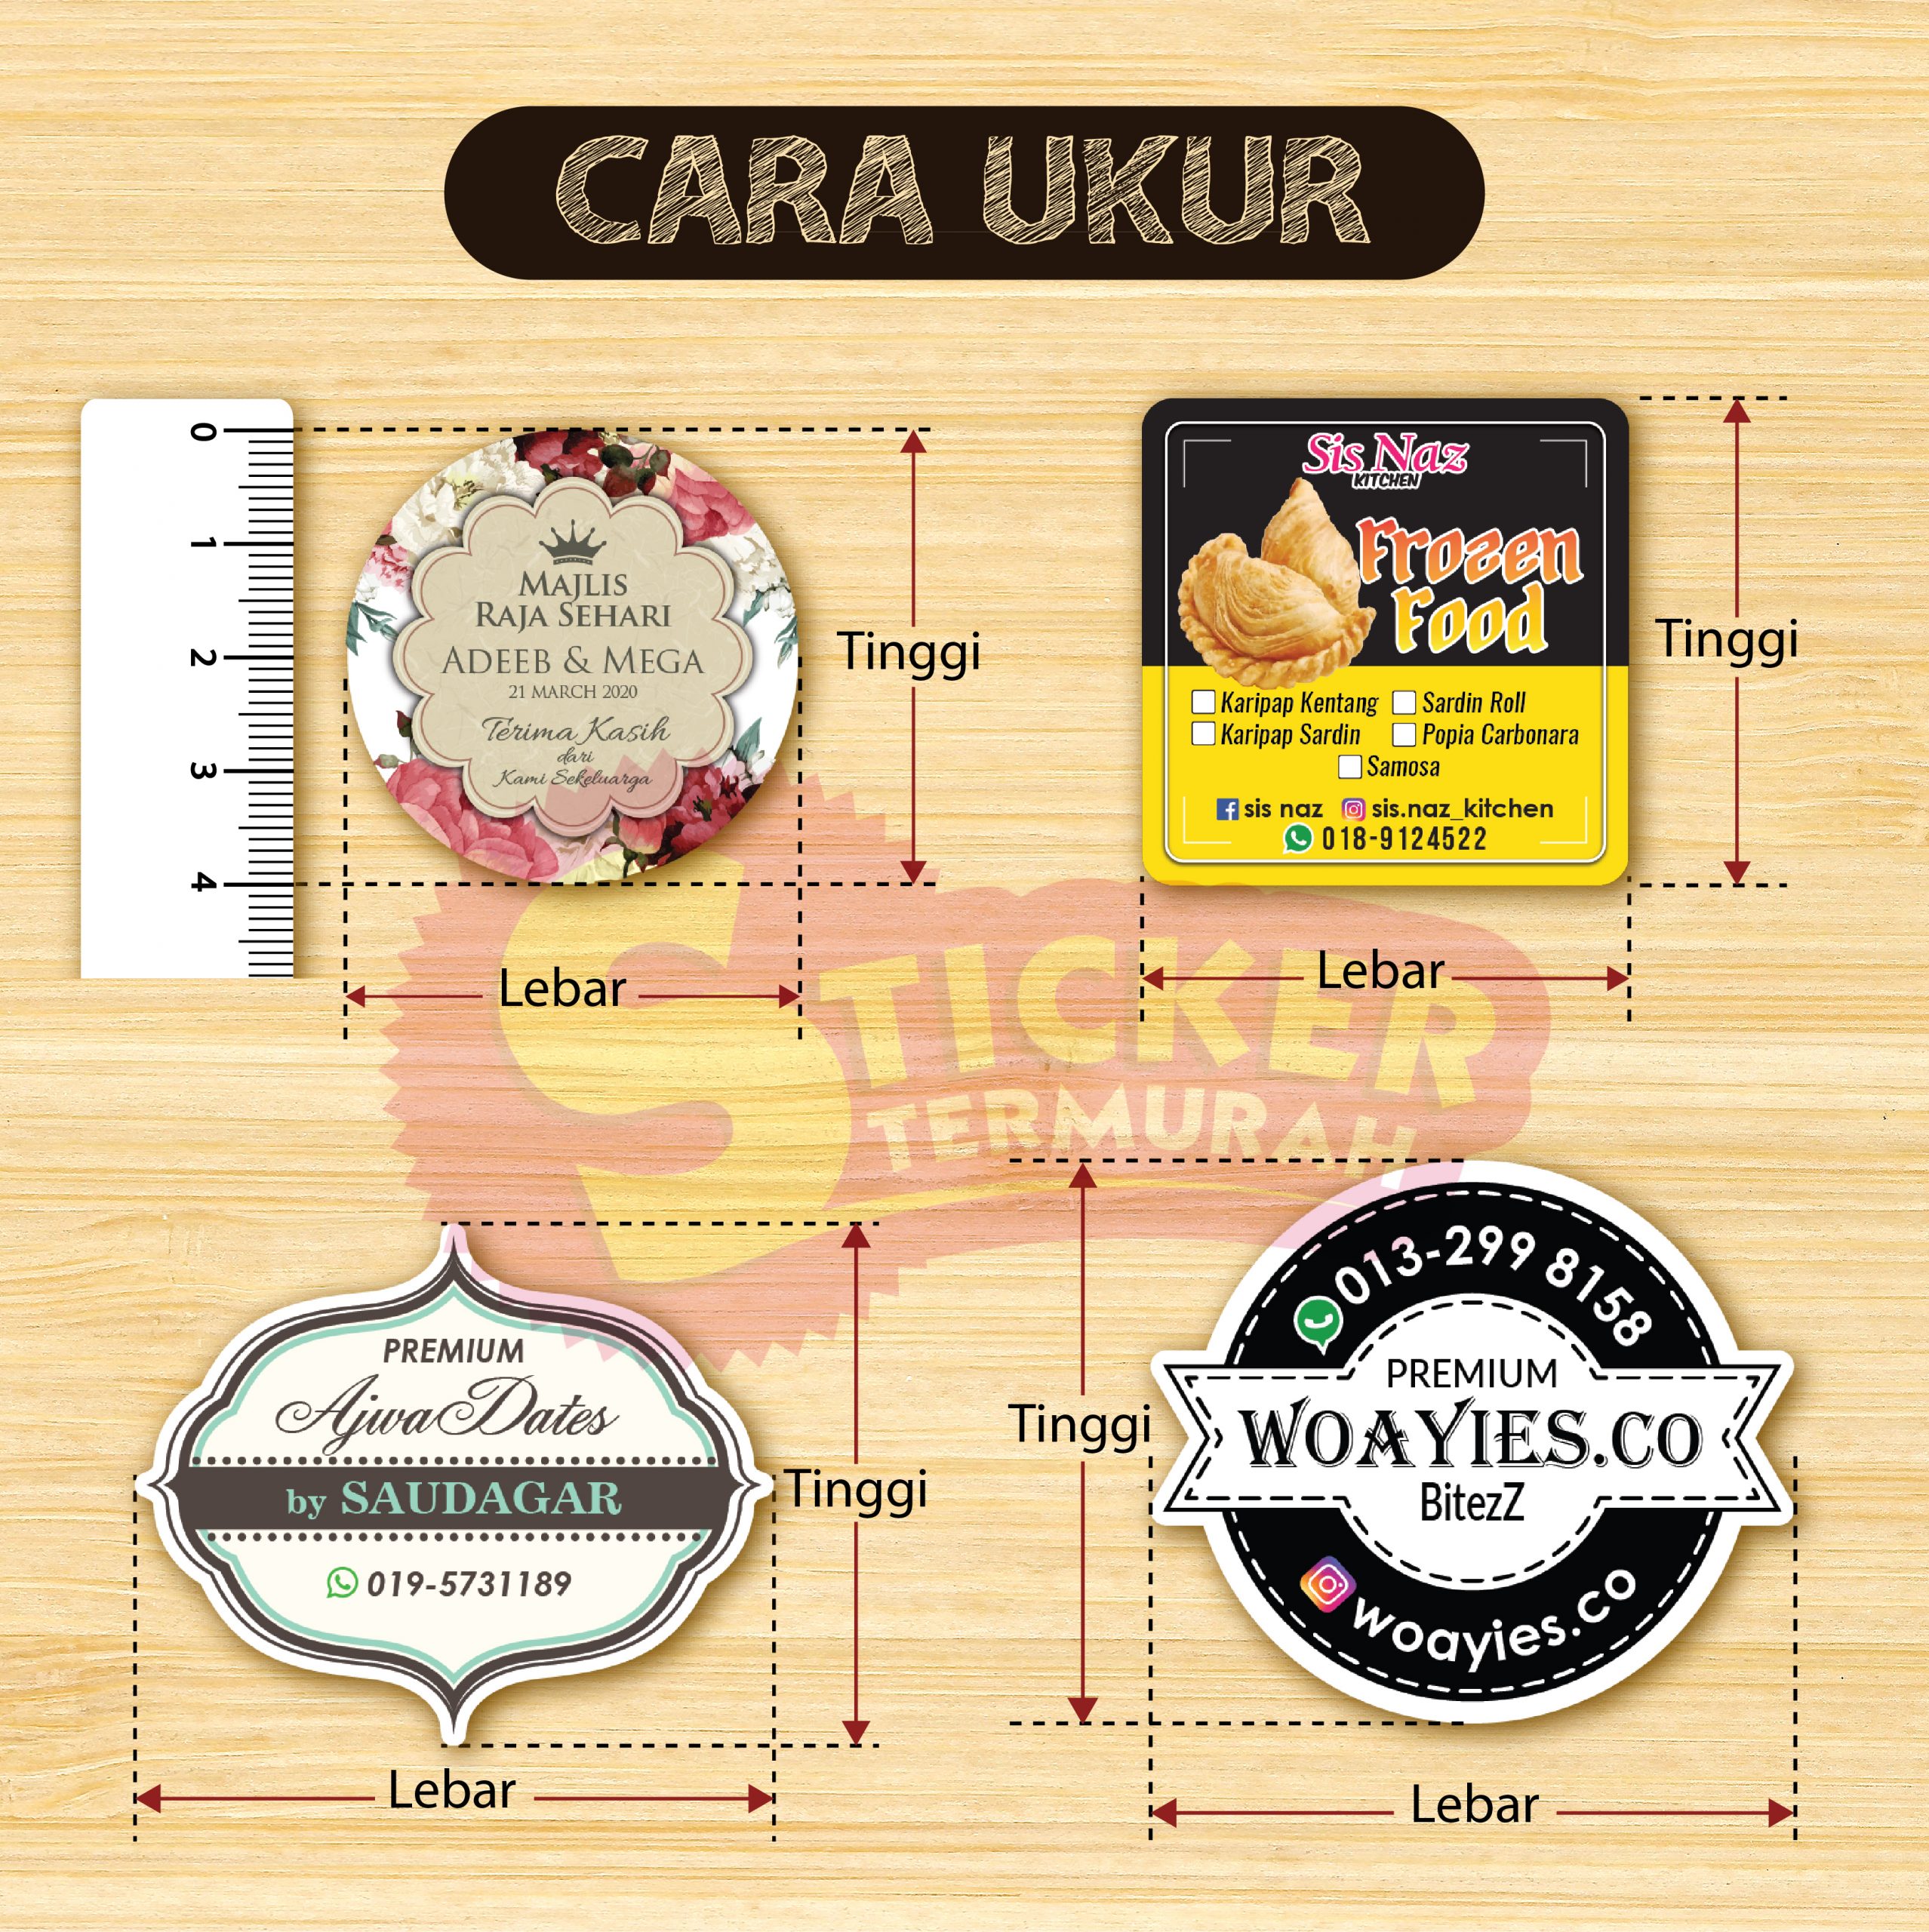 CARA UKUR
0
1
2
3
4
MAJLIS
RAJA SEHARI
ADEEB & MEGA
21 MARCH 2020
Terima Kasih
dari
Kami Sekeluarga
Tinggi
Lebar
Sis Naz
KITCHEN
Frozen
Food
Karipap Kentang Sardin Roll
Karipap Sardin Popia Carbonara
Samosa
sis naz sis.naz_kitchen
018-9124522
Tinggi
Lebar
STICKER
TERMURAH
PREMIUM
Ajwa Dates
by SAUDAGAR
019-5731189
Tinggi
Lebar
013-299 8158
PREMIUM
WOAYIES.CO
BitezZ
woayies.co
Tinggi
Lebar